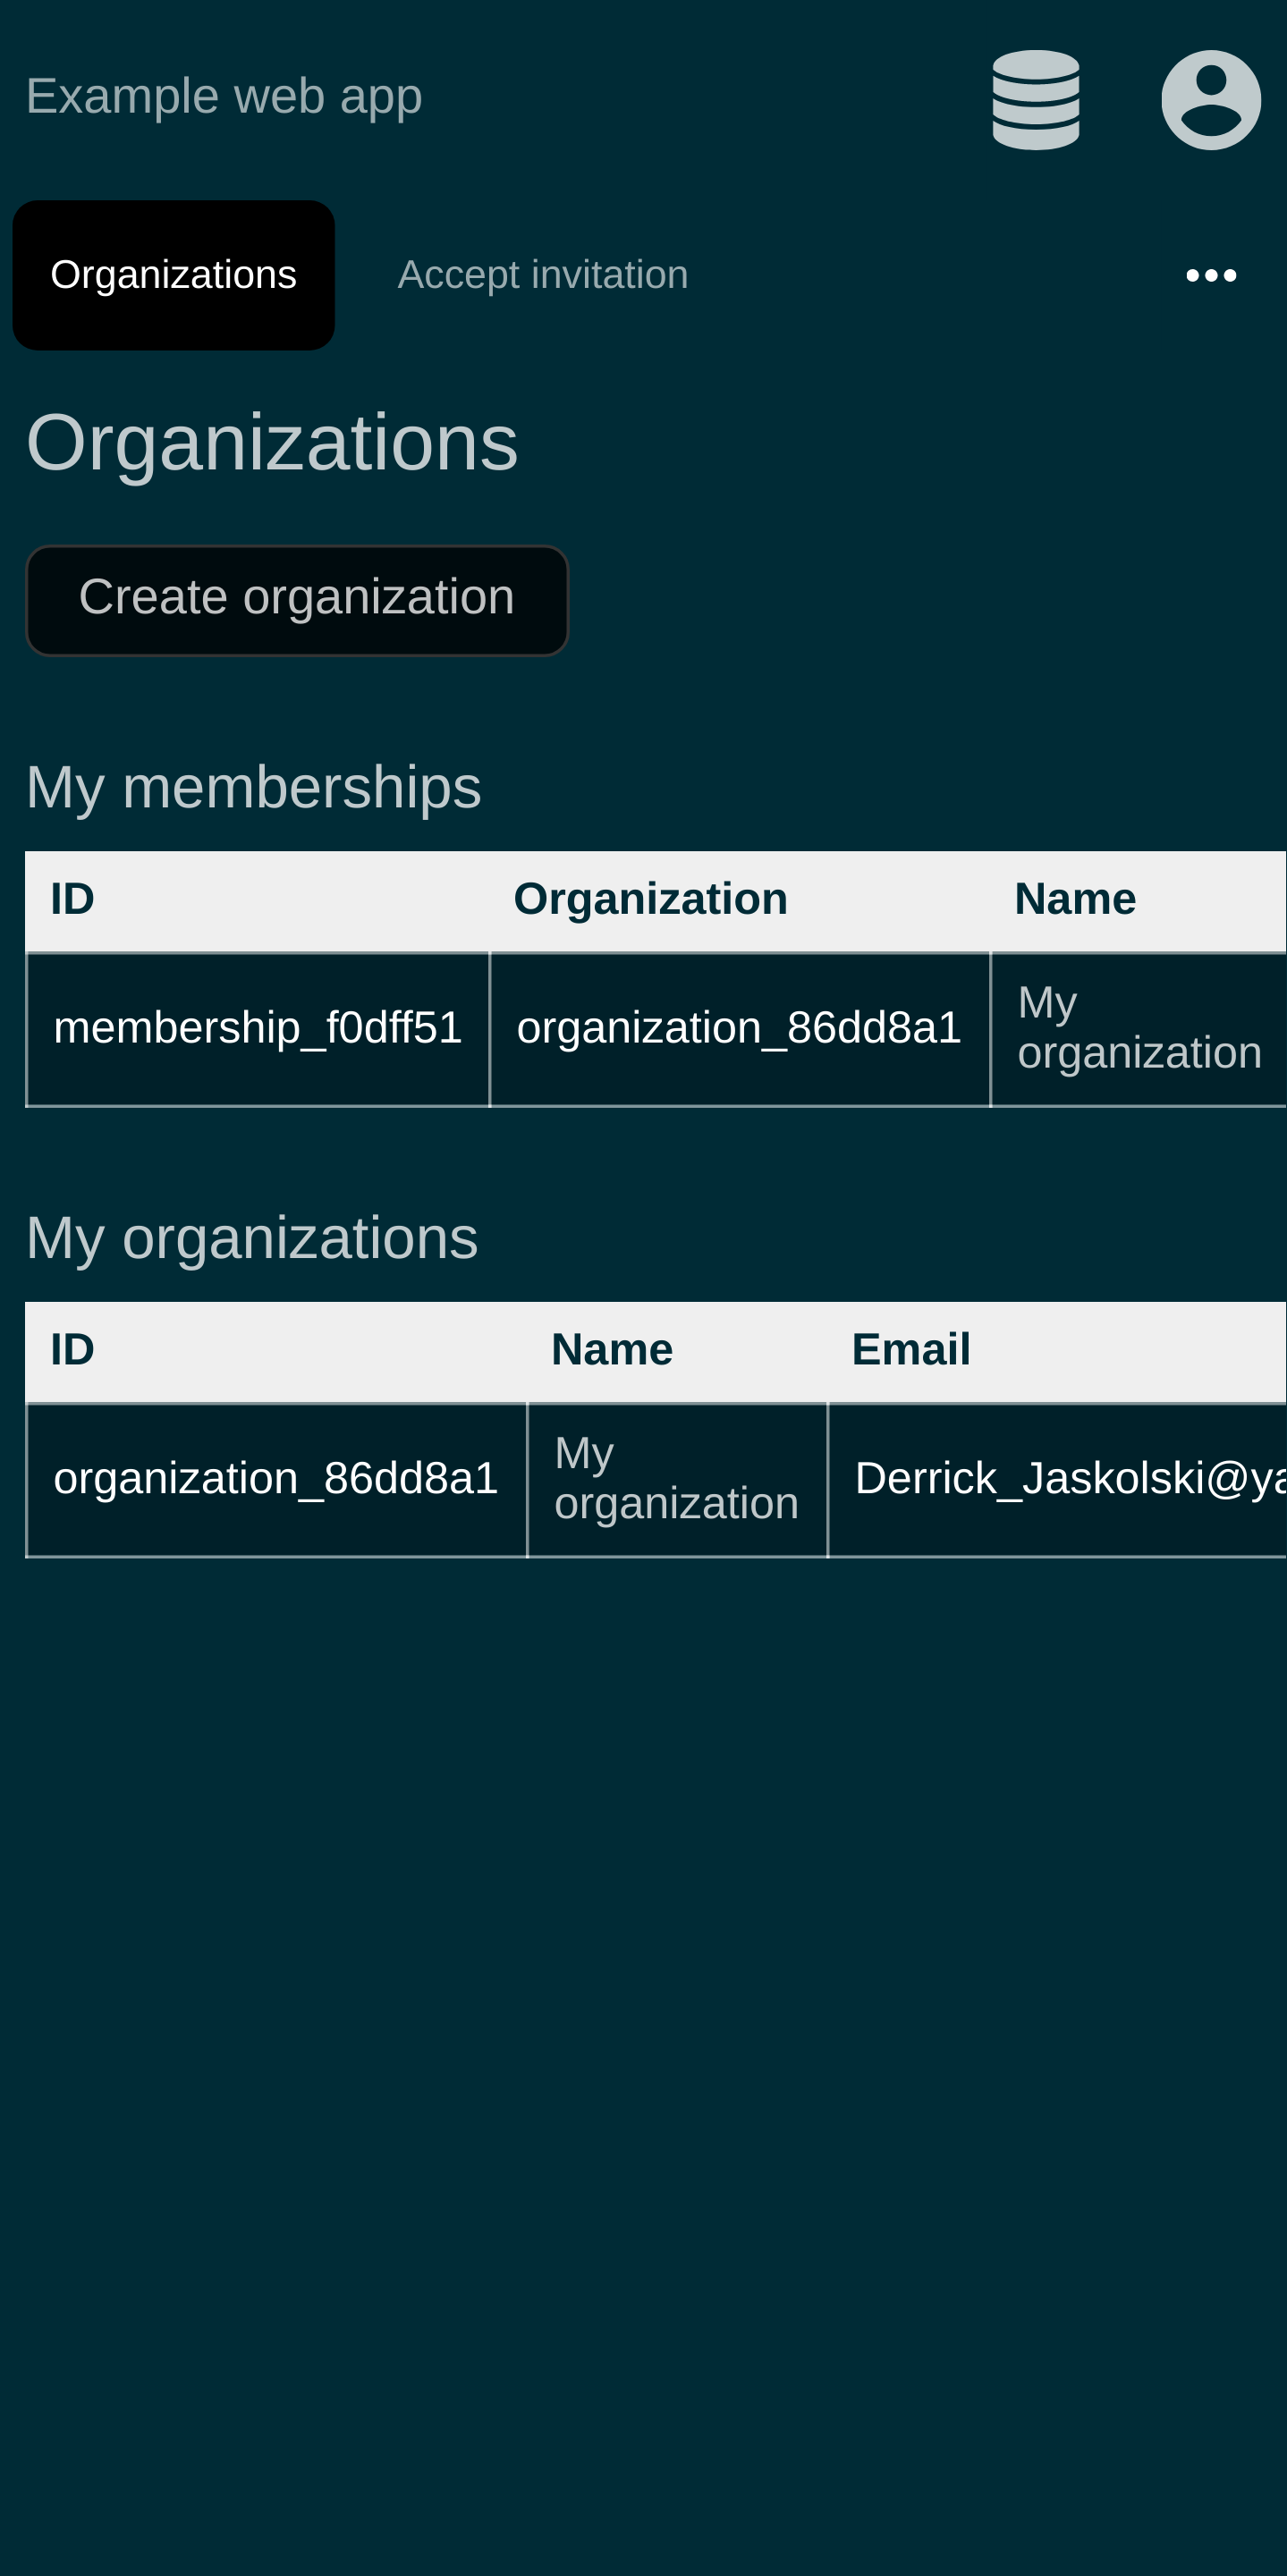 Example web app
Organizations Accept invitation
Organizations
Create organization
My memberships
ID Organization Name
membership_f0dff51 organization_86dd8a1 My
organization
My organizations
ID Name Email
organization_86dd8a1 My
organization Derrick_Jaskolski@ya